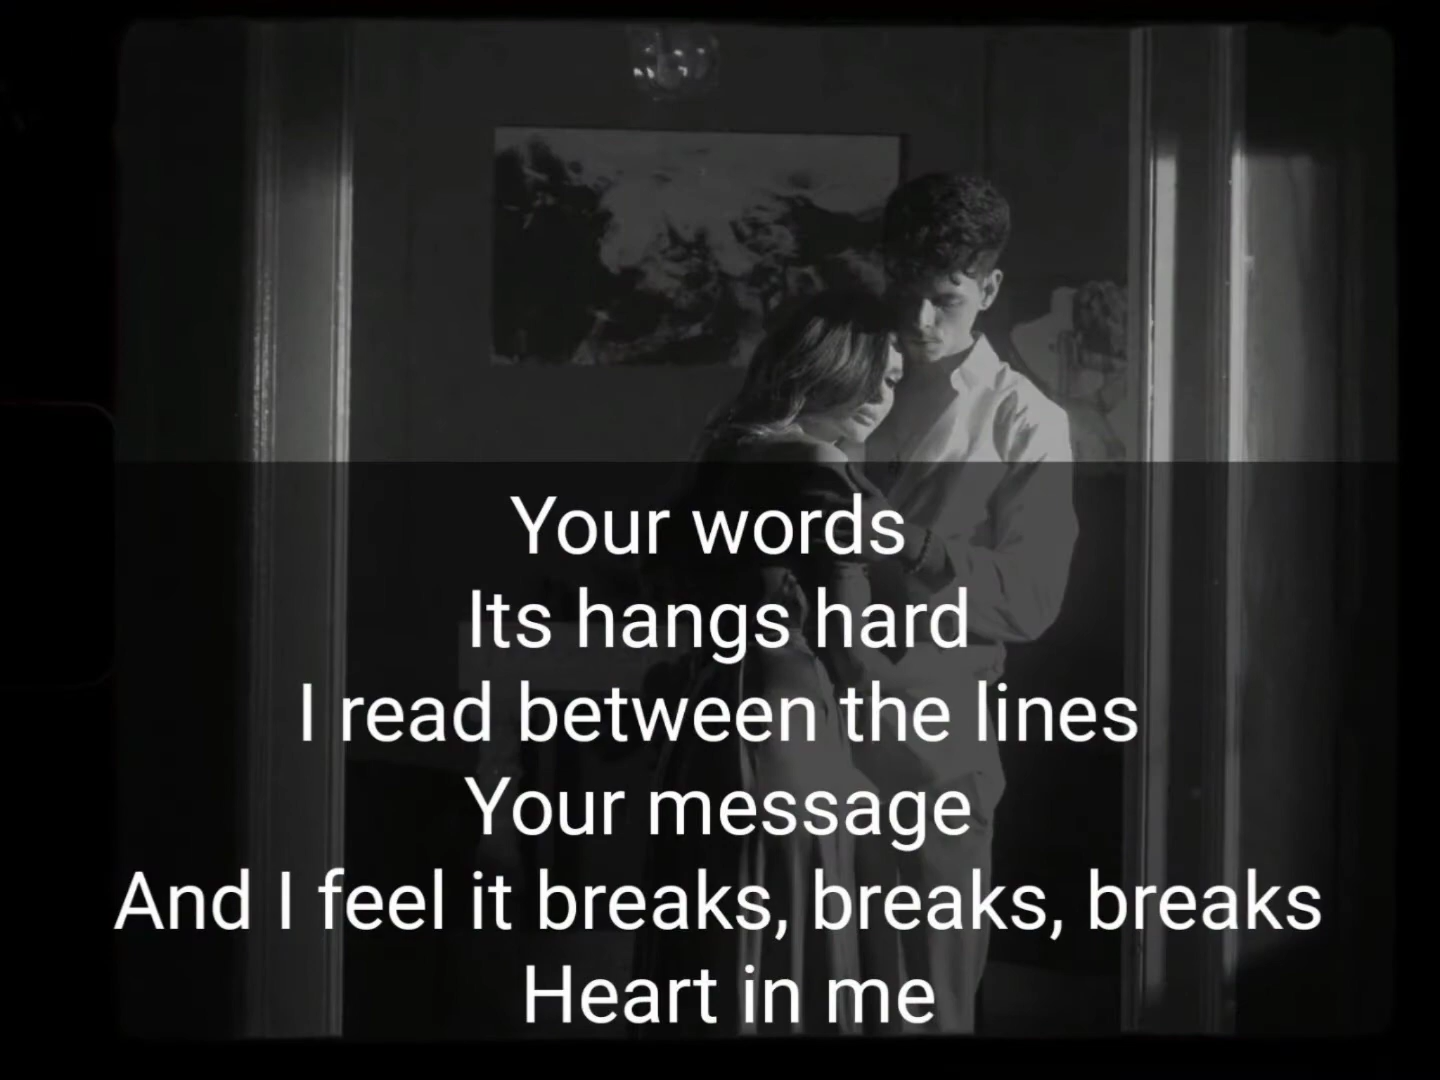 Your words
Its hangs hard
I read between the lines
Your message
And I feel it breaks, breaks, breaks
Heart in me